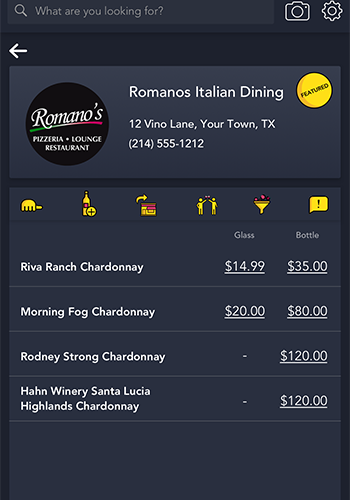 What are you looking for?
Romano's
PIZZERIA • LOUNGE
RESTAURANT
Romanos Italian Dining
FEATURED
12 Vino Lane, Your Town, TX
(214) 555-1212
Glass Bottle
Riva Ranch Chardonnay $14.99 $35.00
Morning Fog Chardonnay $20.00 $80.00
Rodney Strong Chardonnay - $120.00
Hahn Winery Santa Lucia
Highlands Chardonnay - $120.00